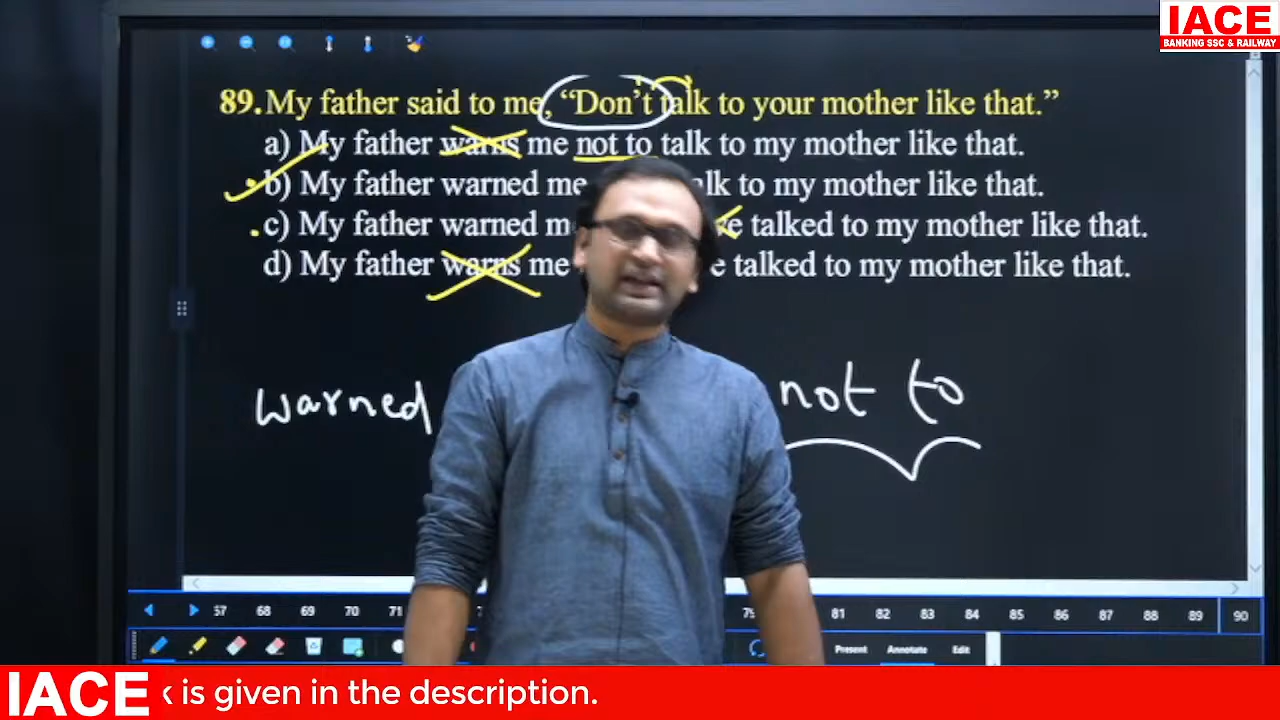 IACE
BANKING SSC & RAILWAY
89. My father said to me, “Don’t talk to your mother like that.”
a) My father warns me not to talk to my mother like that.
b) My father warned me to my mother like that.
c) My father warned talked to my mother like that.
d) My father warns me talked to my mother like that.
warned not to
57 68 69 70 71 81 82 83 84 85 86 87 88 89 90
Present Annotate Edit
IACE is given in the description.